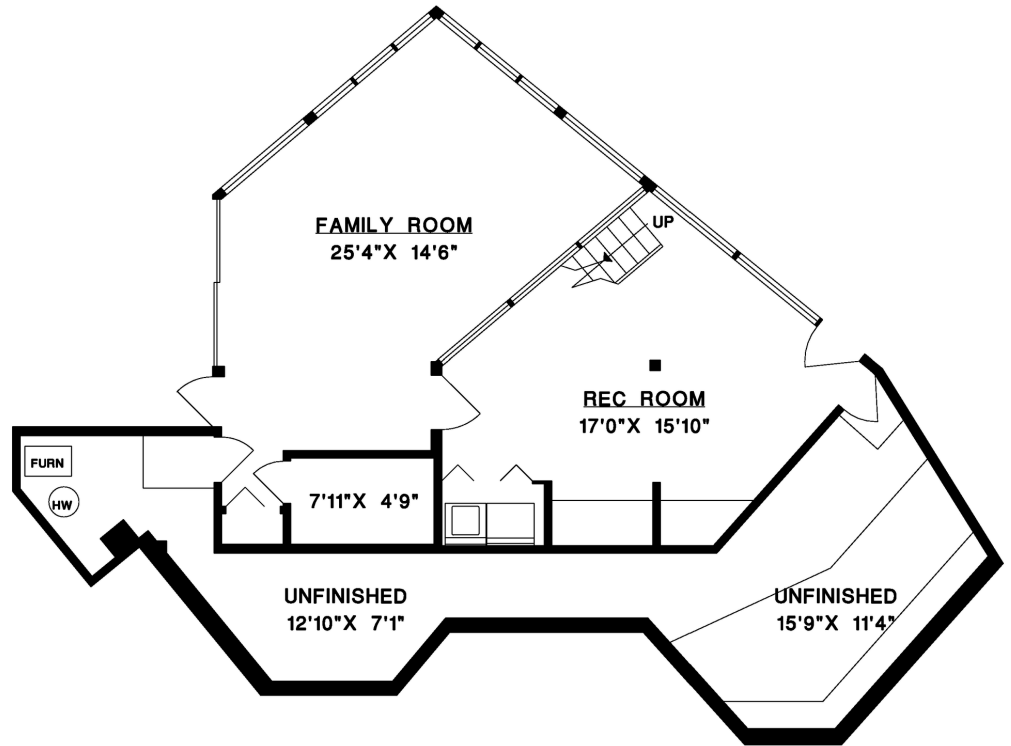 UP
FAMILY ROOM
25'4"X 14'6"
REC ROOM
17'0"X 15'10"
FURN
HW
7'11"X 4'9"
UNFINISHED
12'10"X 7'1"
UNFINISHED
15'9"X 11'4"